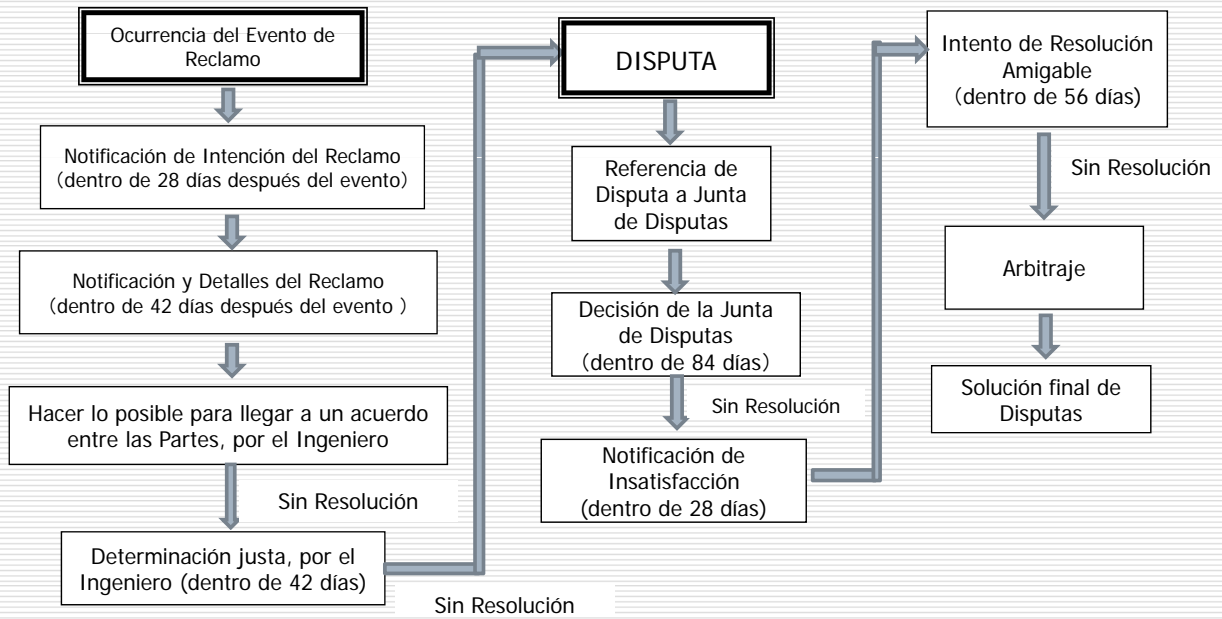 Ocurrencia del Evento de
Reclamo
Notificación de Intención del Reclamo
(dentro de 28 días después del evento)
Notificación y Detalles del Reclamo
(dentro de 42 días después del evento )
Hacer lo posible para llegar a un acuerdo
entre las Partes, por el Ingeniero
Sin Resolución
Determinación justa, por el
Ingeniero (dentro de 42 días)
Sin Resolución
DISPUTA
Referencia de
Disputa a Junta
de Disputas
Decisión de la Junta
de Disputas
(dentro de 84 días)
Sin Resolución
Notificación de
Insatisfacción
(dentro de 28 días)
Intento de Resolución
Amigable
(dentro de 56 días)
Sin Resolución
Arbitraje
Solución final de
Disputas